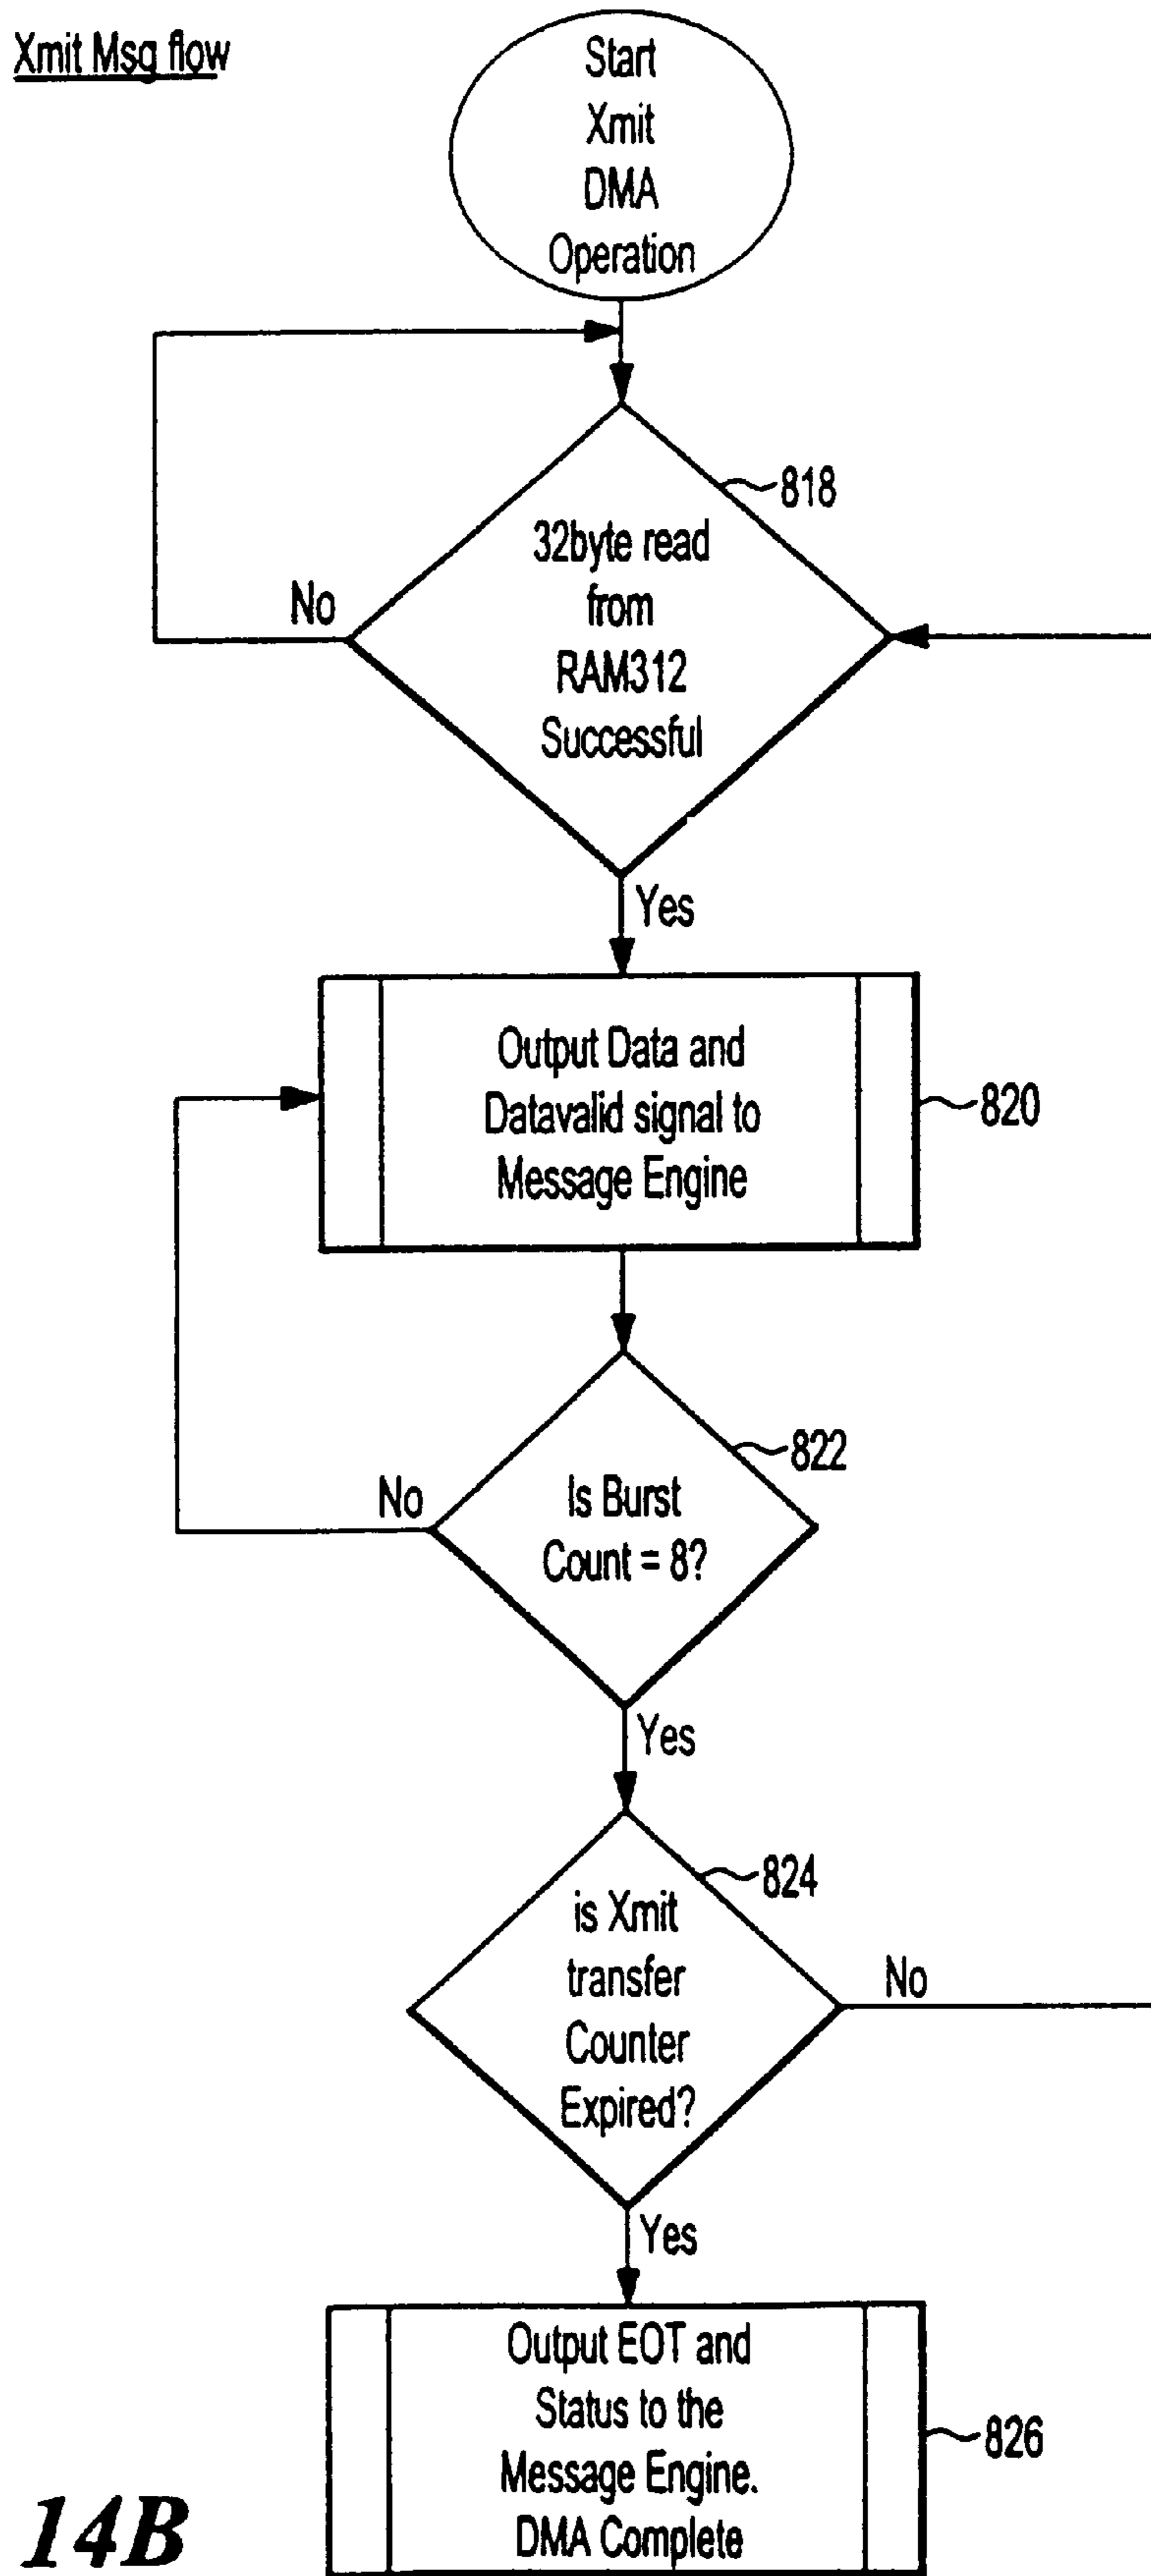 Xmit Msg flow
Start
Xmit
DMA
Operation
818
32byte read
from
RAM312
Successful
No
Yes
Output Data and
Datavalid signal to
Message Engine
820
822
Is Burst
Count = 8?
No
Yes
824
is Xmit
transfer
Counter
Expired?
No
Yes
Output EOT and
Status to the
Message Engine.
DMA Complete
826
14B